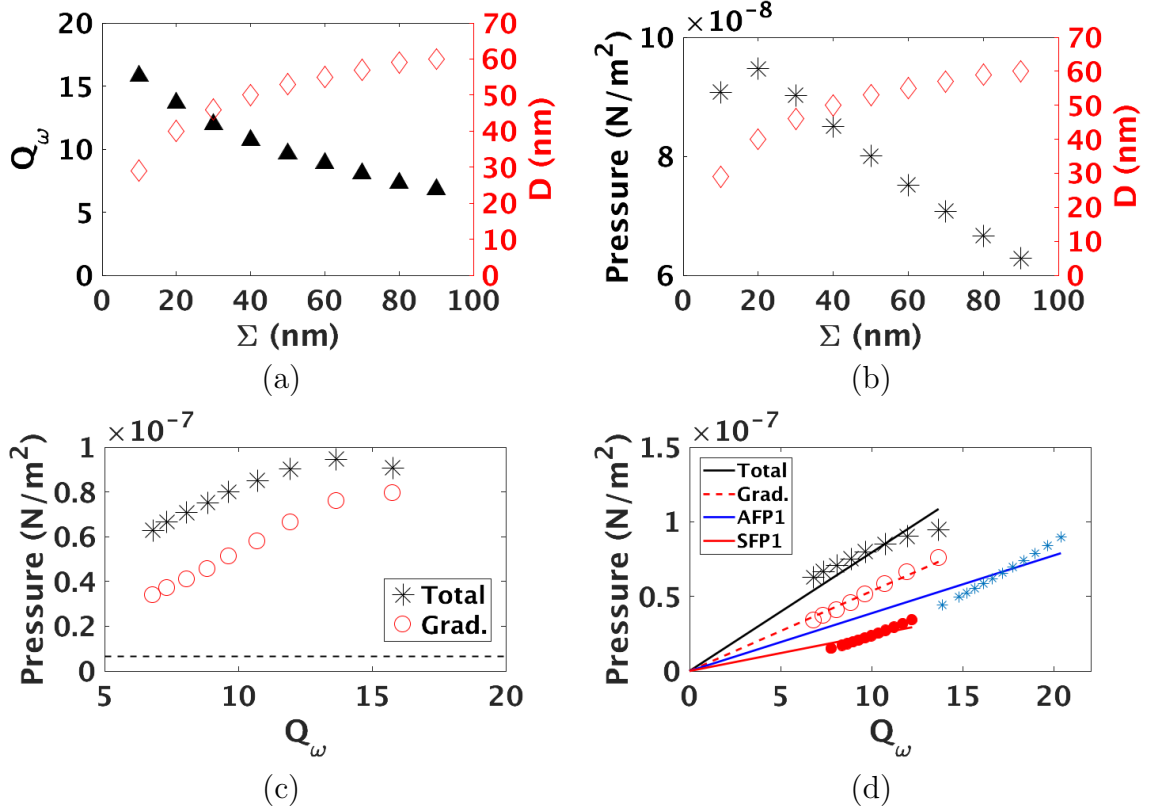 20
15
10
5
0
Q_ω
0 20 40 60 80 100
Σ (nm)
70
60
50
40
30
20
10
0
D (nm)
(a)
×10^-8
10
8
6
Pressure (N/m^2)
0 20 40 60 80 100
Σ (nm)
70
60
50
40
30
20
10
0
D (nm)
(b)
×10^-7
1
0.8
0.6
0.4
0.2
0
Pressure (N/m^2)
Total
Grad.
5 10 15 20
Q_ω
(c)
×10^-7
1.5
1
0.5
0
Pressure (N/m^2)
Total
Grad.
AFP1
SFP1
0 5 10 15 20
Q_ω
(d)